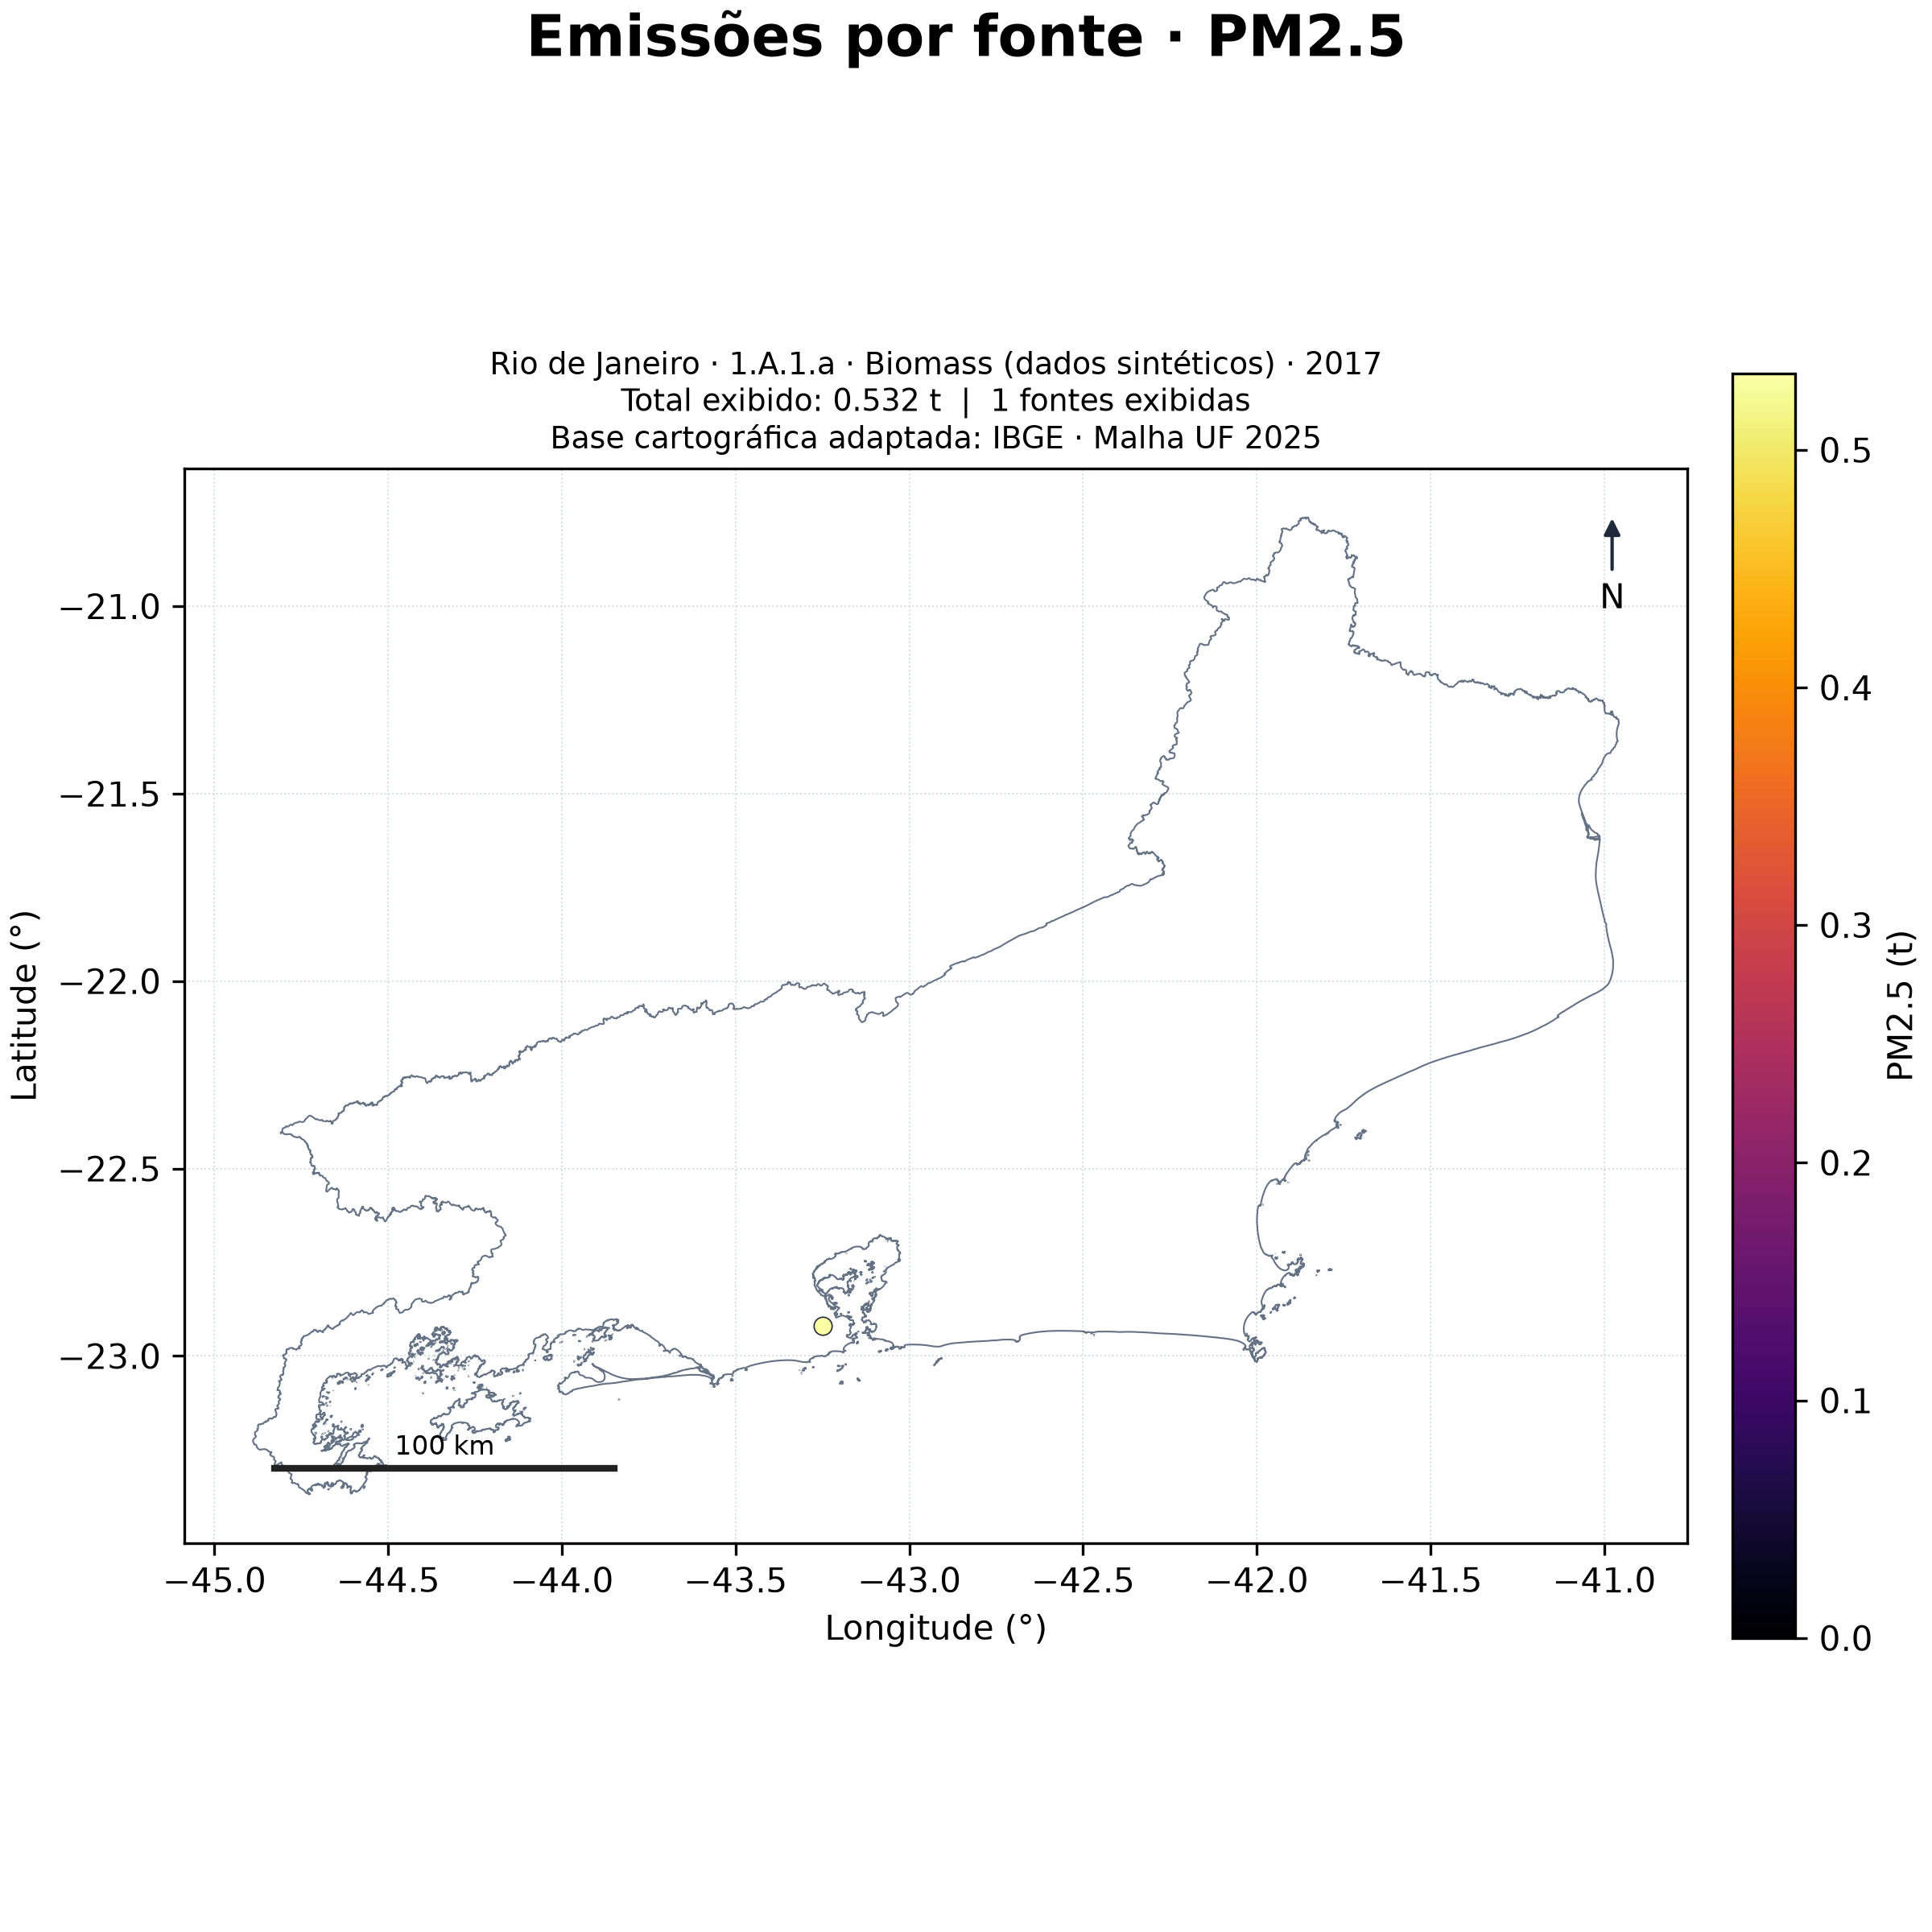 Emissões por fonte · PM2.5
Rio de Janeiro · 1.A.1.a · Biomass (dados sintéticos) · 2017
Total exibido: 0.532 t | 1 fontes exibidas
Base cartográfica adaptada: IBGE · Malha UF 2025
N
100 km
Latitude (°)
−21.0
−21.5
−22.0
−22.5
−23.0
−45.0
−44.5
−44.0
−43.5
−43.0
−42.5
−42.0
−41.5
−41.0
Longitude (°)
0.5
0.4
0.3
0.2
0.1
0.0
PM2.5 (t)